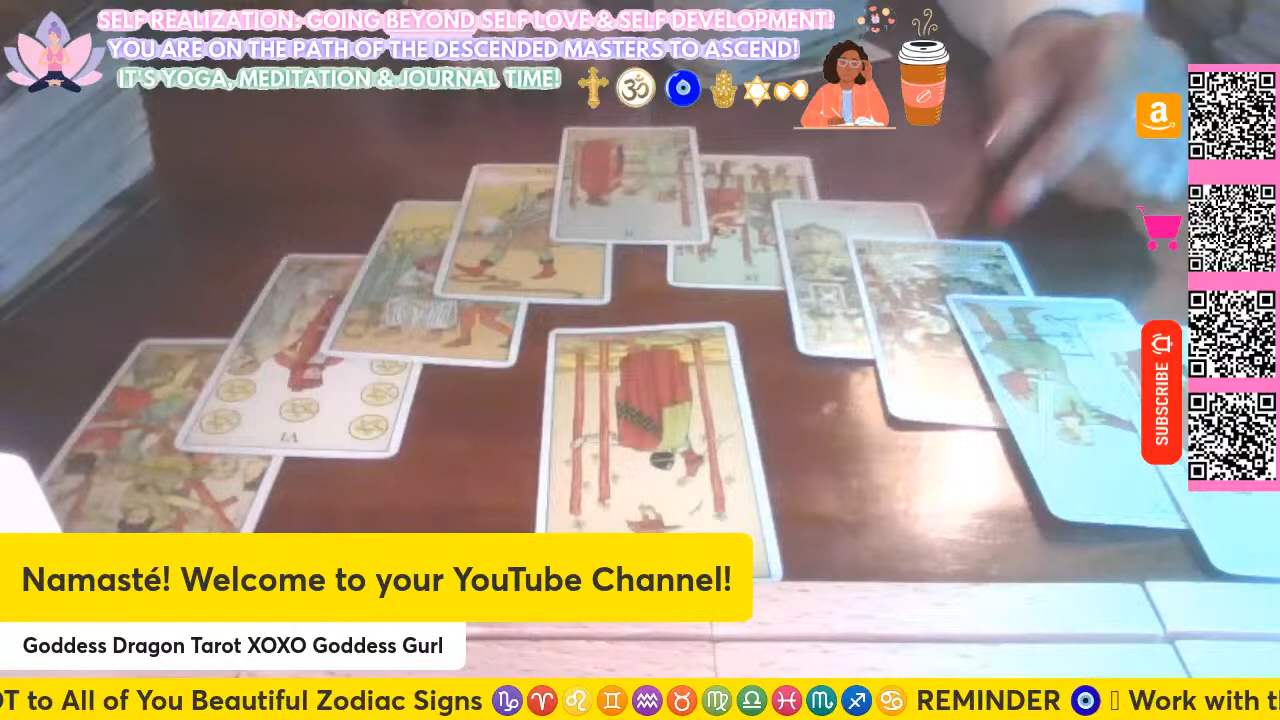 SELF REALIZATION: GOING BEYOND SELF LOVE & SELF DEVELOPMENT!
YOU ARE ON THE PATH OF THE DESCENDED MASTERS TO ASCEND!
IT'S YOGA, MEDITATION & JOURNAL TIME!
ॐ
a
SUBSCRIBE
VI
Namasté! Welcome to your YouTube Channel!
Goddess Dragon Tarot XOXO Goddess Gurl
OT to All of You Beautiful Zodiac Signs ♑♈♌♊♒♉♍♎♓♏♐♋ REMINDER 🧿 Work with t